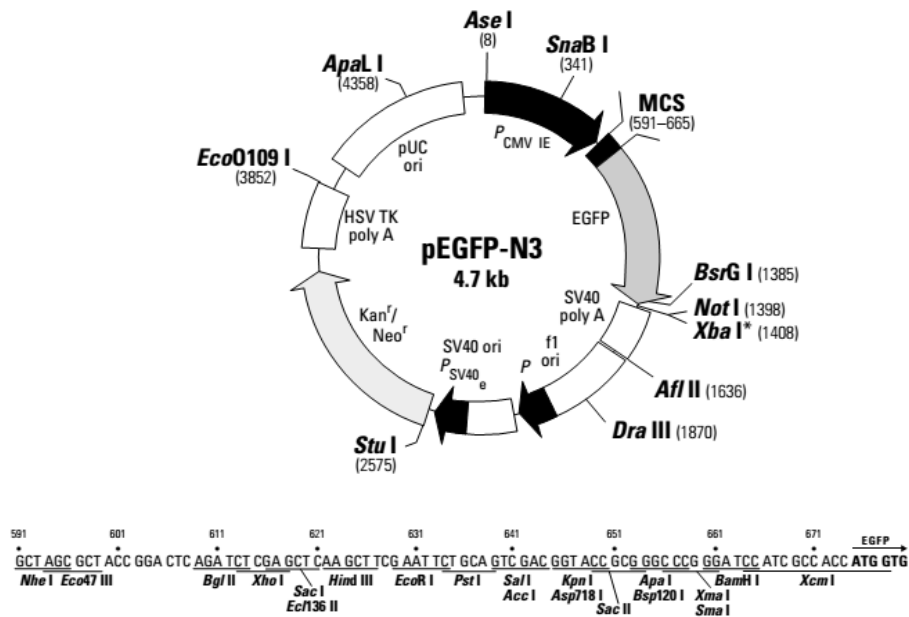 Ase I
(8)
SnaB I
(341)
ApaL I
(4358)
MCS
(591–665)
P CMV IE
pUC
ori
EcoO109 I
(3852)
HSV TK
poly A
EGFP
pEGFP-N3
4.7 kb
BsrG I (1385)
Not I (1398)
Xba I* (1408)
SV40
poly A
Kanr/
Neor
SV40 ori
P SV40 e
f1
ori
P
Afl II (1636)
Dra III (1870)
Stu I
(2575)
591 601 611 621 631 641 651 661 671 EGFP
GCT AGC GCT ACC GGA CTC AGA TCT CGA GCT CAA GCT TCG AAT TCT GCA GTC GAC GGT ACC GCG GGC CCG GGA TCC ATC GCC ACC ATG GTG
Nhe I Eco47 III Bgl II Xho I Hind III EcoR I Pst I Sal I Kpn I Apa I BamH I Xcm I
Sac I Acc I Asp718 I Bsp120 I Xma I
Ecl136 II Sac II Sma I